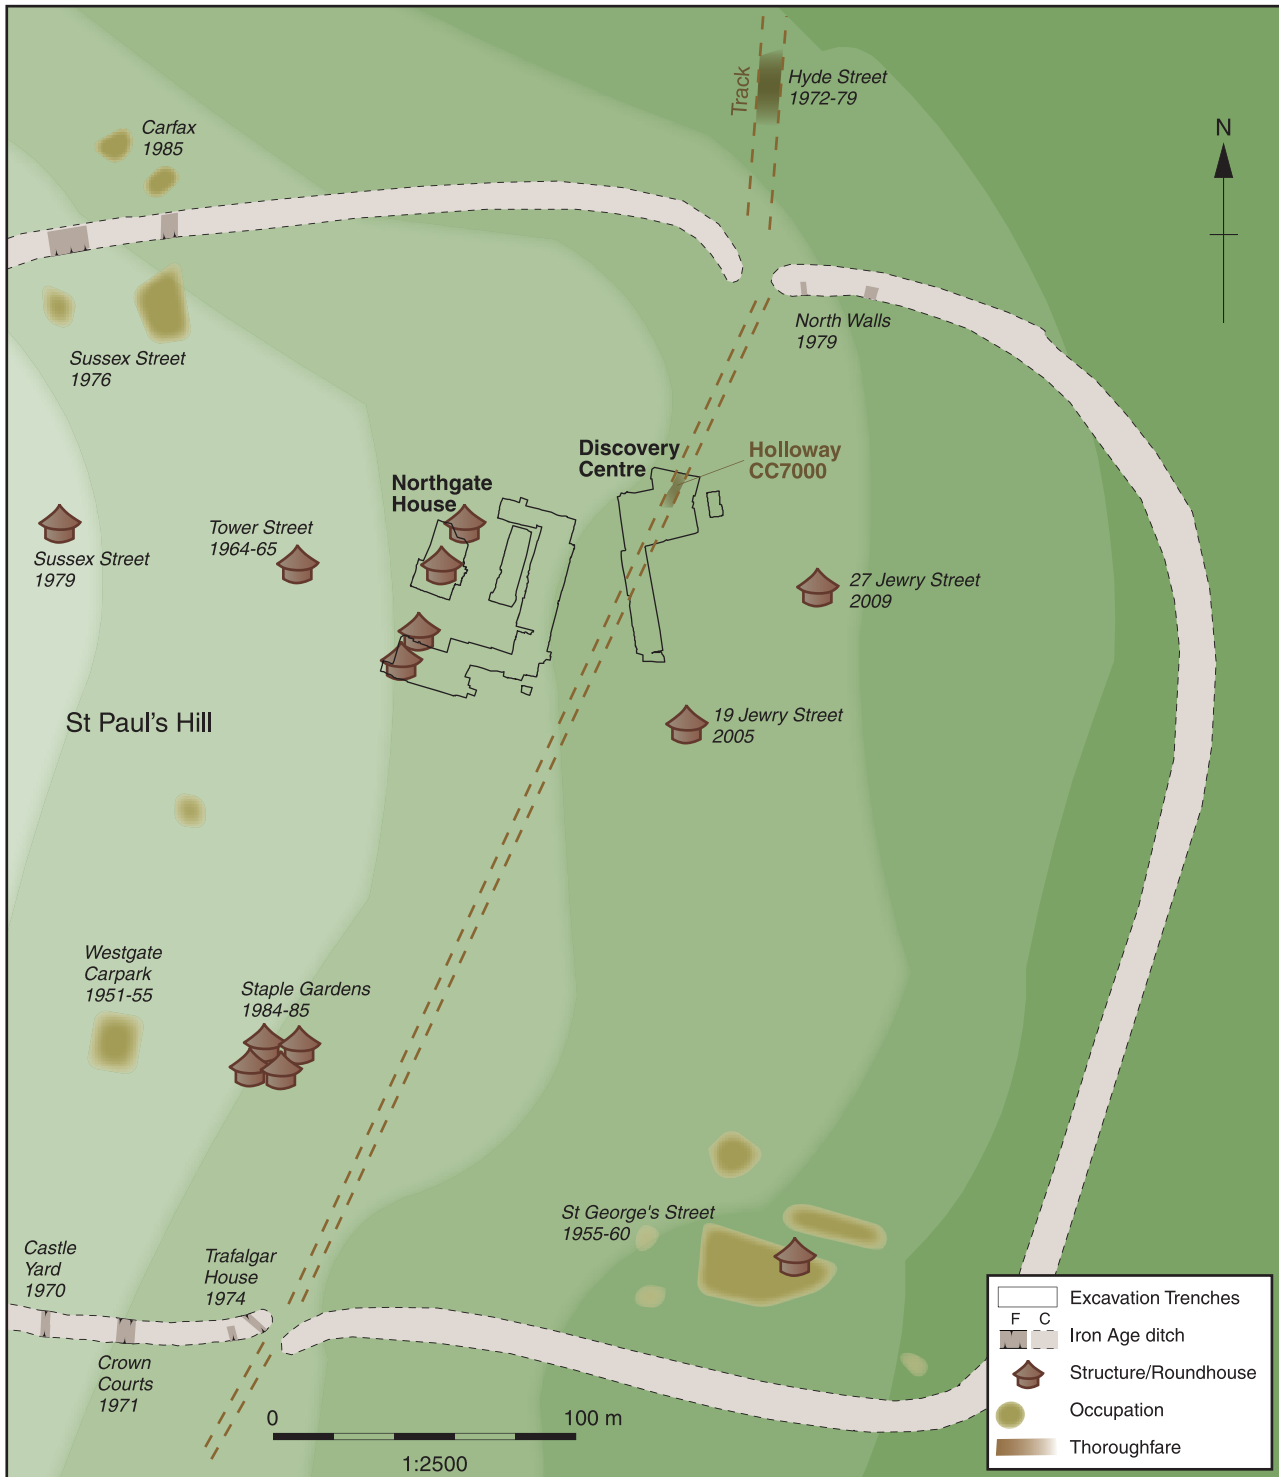 Track
Hyde Street
1972-79
Carfax
1985
N
North Walls
1979
Sussex Street
1976
Discovery
Centre
Holloway
CC7000
Northgate
House
Tower Street
1964-65
Sussex Street
1979
27 Jewry Street
2009
St Paul's Hill
19 Jewry Street
2005
Westgate
Carpark
1951-55
Staple Gardens
1984-85
St George's Street
1955-60
Castle
Yard
1970
Trafalgar
House
1974
Crown
Courts
1971
0 100 m
1:2500
Excavation Trenches
F C
Iron Age ditch
Structure/Roundhouse
Occupation
Thoroughfare